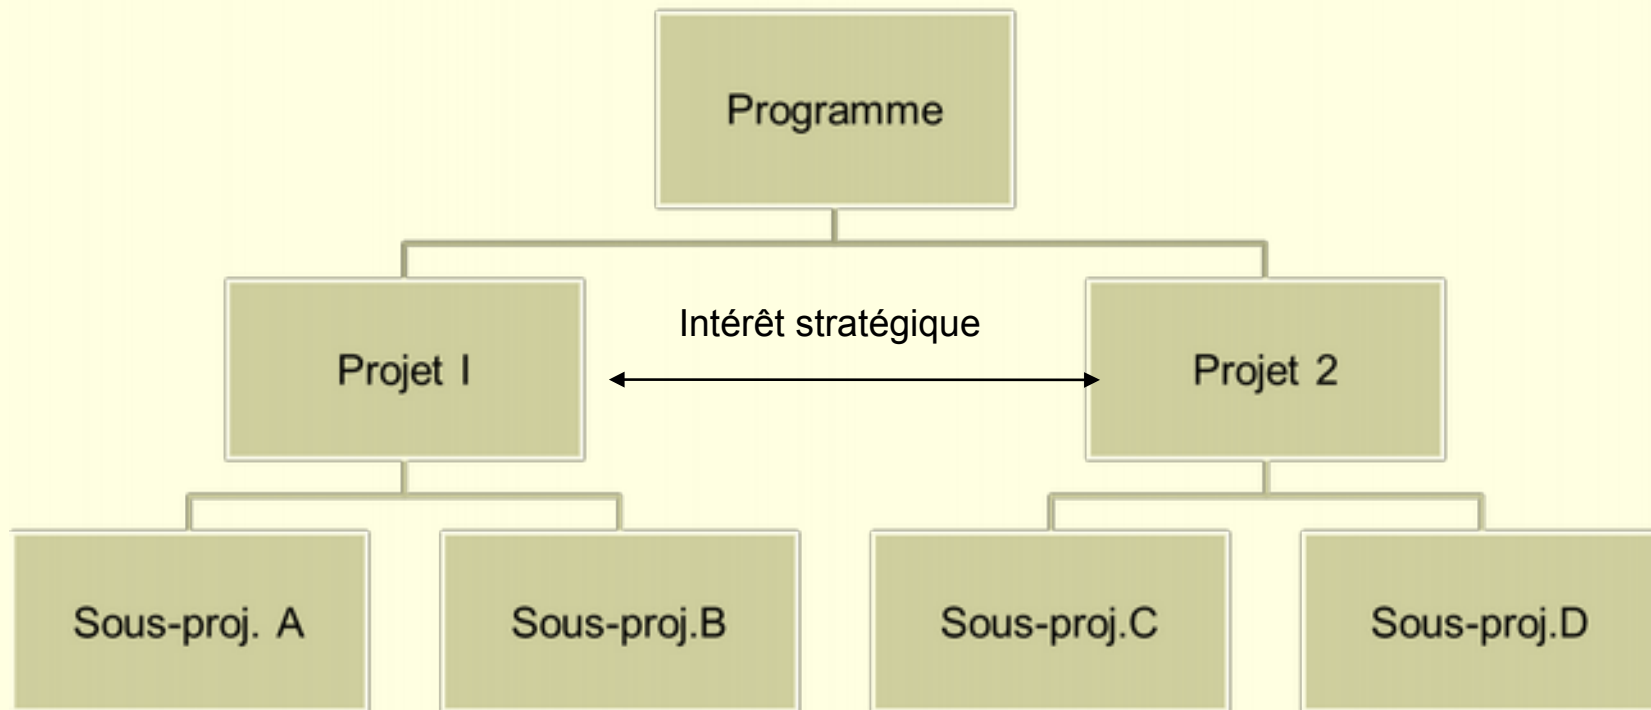 Programme
Intérêt stratégique
Projet I
Projet 2
Sous-proj. A
Sous-proj.B
Sous-proj.C
Sous-proj.D